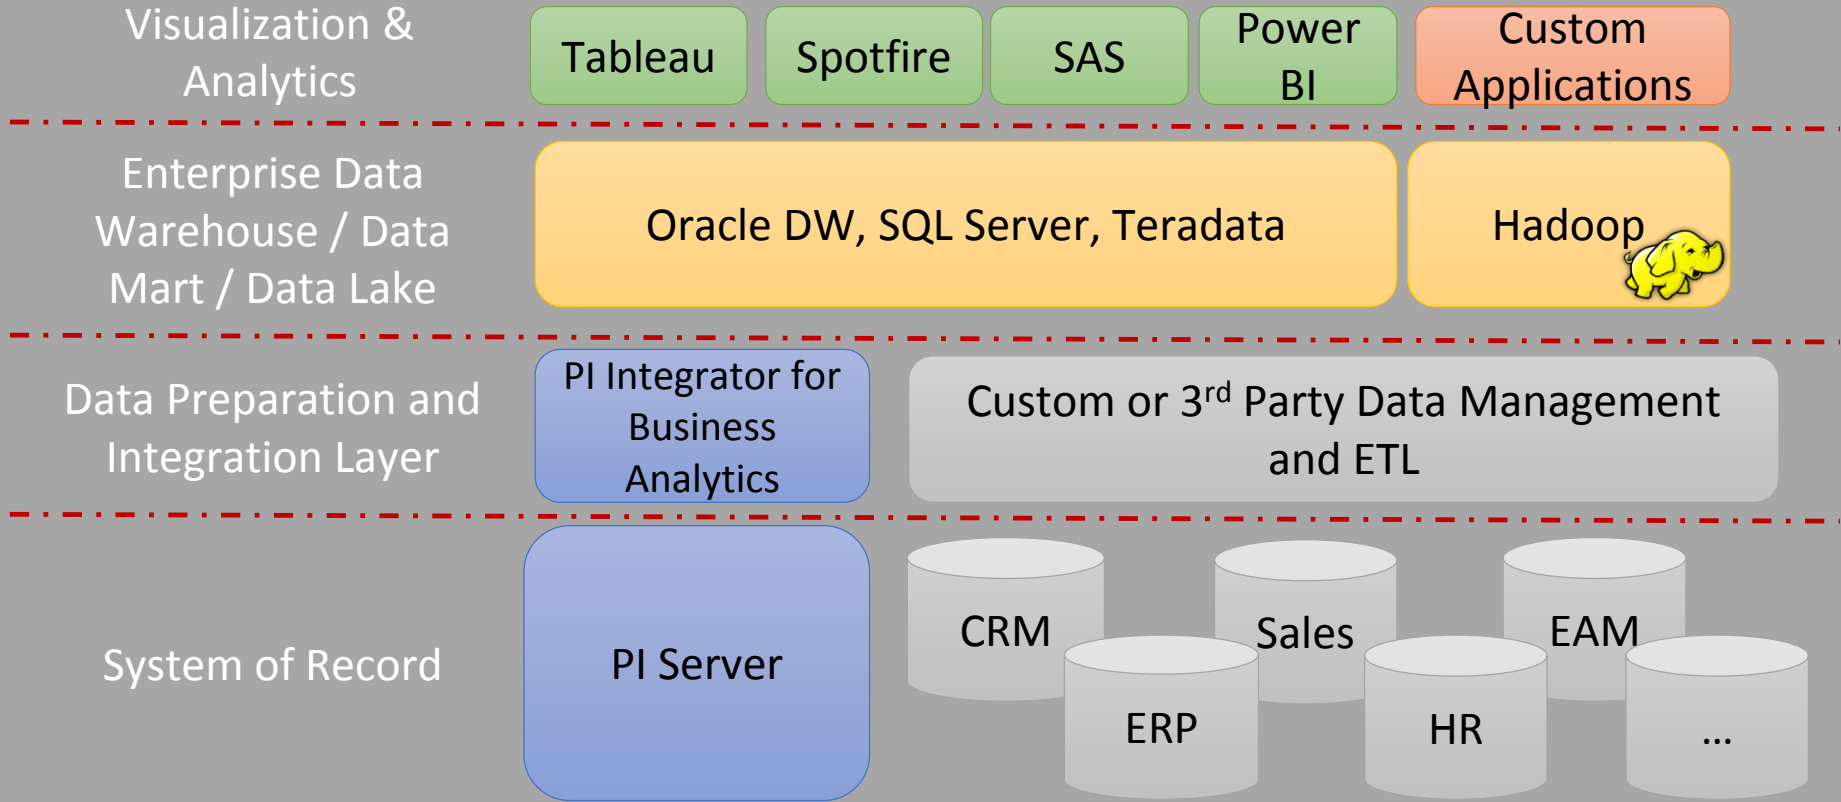 Visualization &
Analytics
Tableau
Spotfire
SAS
Power
BI
Custom
Applications
Enterprise Data
Warehouse / Data
Mart / Data Lake
Oracle DW, SQL Server, Teradata
Hadoop
Data Preparation and
Integration Layer
PI Integrator for
Business
Analytics
Custom or 3rd Party Data Management
and ETL
System of Record
PI Server
CRM
Sales
EAM
ERP
HR
...